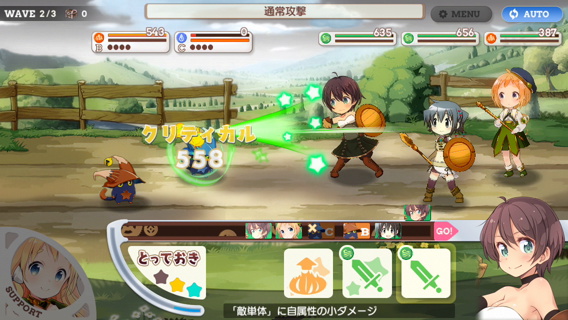 WAVE 2/3 0
通常攻撃
MENU
AUTO
543
B
0
C
635
656
387
クリティカル
558
C
B
GO!
とっておき
SUPPORT
「敵単体」に自属性の小ダメージ